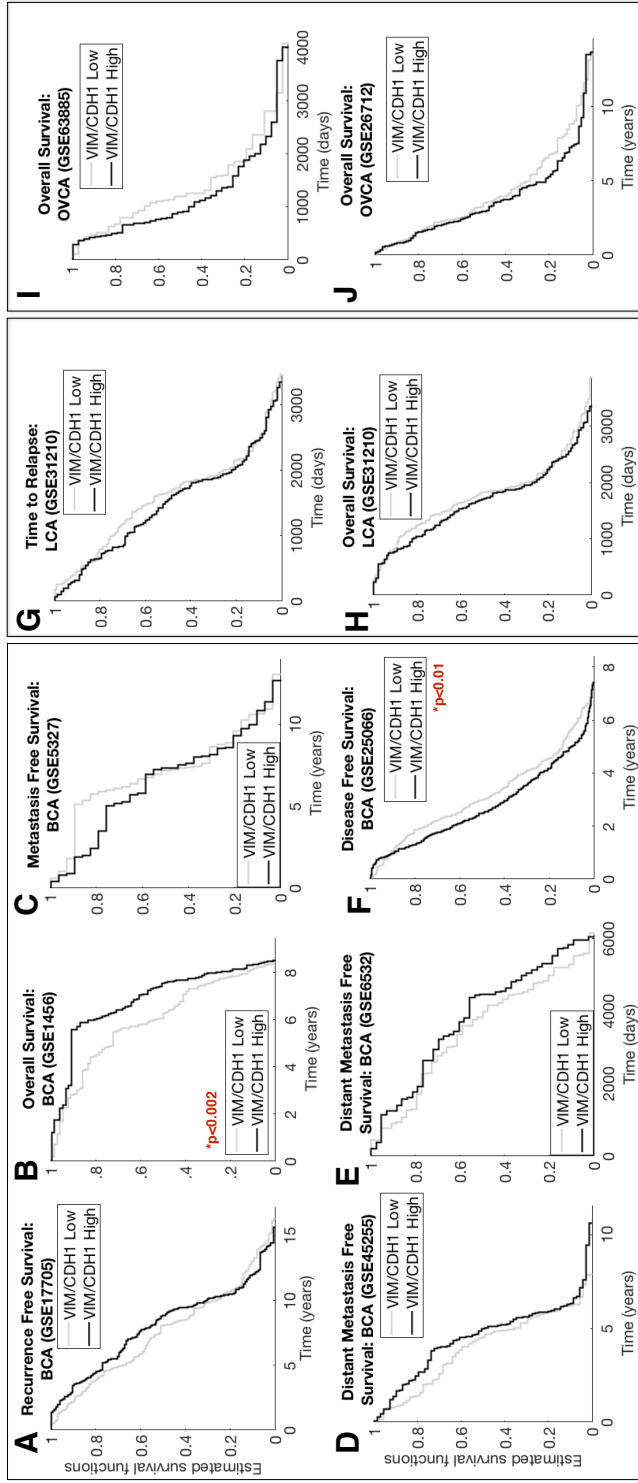 A
Recurrence Free Survival:
BCA (GSE17705)
VIM/CDH1 Low
VIM/CDH1 High
Estimated survival functions
1
0.8
0.6
0.4
0.2
0
0
5
10
15
Time (years)
B
Overall Survival:
BCA (GSE1456)
*p<0.002
VIM/CDH1 Low
VIM/CDH1 High
1
0.8
0.6
0.4
0.2
0
0
2
4
6
8
Time (years)
C
Metastasis Free Survival:
BCA (GSE5327)
VIM/CDH1 Low
VIM/CDH1 High
1
0.8
0.6
0.4
0.2
0
0
5
10
Time (years)
D
Distant Metastasis Free
Survival: BCA (GSE45255)
VIM/CDH1 Low
VIM/CDH1 High
Estimated survival functions
1
0.8
0.6
0.4
0.2
0
0
5
10
Time (years)
E
Distant Metastasis Free
Survival: BCA (GSE6532)
VIM/CDH1 Low
VIM/CDH1 High
1
0.8
0.6
0.4
0.2
0
0
2000
4000
6000
Time (days)
F
Disease Free Survival:
BCA (GSE25066)
VIM/CDH1 Low
VIM/CDH1 High
*p<0.01
1
0.8
0.6
0.4
0.2
0
0
2
4
6
8
Time (years)
G
Time to Relapse:
LCA (GSE31210)
VIM/CDH1 Low
VIM/CDH1 High
1
0.8
0.6
0.4
0.2
0
0
1000
2000
3000
Time (days)
H
Overall Survival:
LCA (GSE31210)
VIM/CDH1 Low
VIM/CDH1 High
1
0.8
0.6
0.4
0.2
0
0
1000
2000
3000
Time (days)
I
Overall Survival:
OVCA (GSE63885)
VIM/CDH1 Low
VIM/CDH1 High
1
0.8
0.6
0.4
0.2
0
0
1000
2000
3000
4000
Time (days)
J
Overall Survival:
OVCA (GSE26712)
VIM/CDH1 Low
VIM/CDH1 High
1
0.8
0.6
0.4
0.2
0
0
5
10
Time (years)